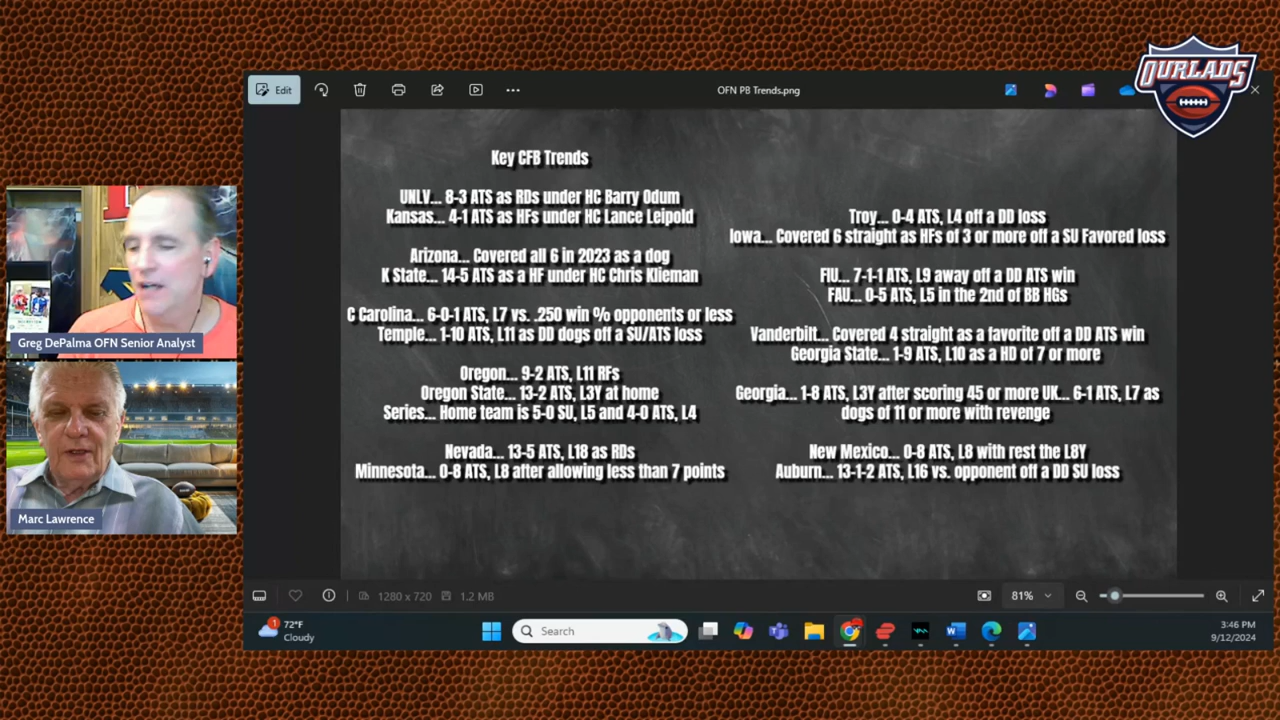 OURLADS
Edit
OFN PB Trends.png
Key CFB Trends
UNLV... 8-3 ATS as RDs under HC Barry Odum
Kansas... 4-1 ATS as HFs under HC Lance Leipold
Arizona... Covered all 6 in 2023 as a dog
K State... 14-5 ATS as a HF under HC Chris Klieman
C Carolina... 6-0-1 ATS, L7 vs. .250 win % opponents or less
Temple... 1-10 ATS, L11 as DD dogs off a SU/ATS loss
Oregon... 9-2 ATS, L11 RFs
Oregon State... 13-2 ATS, L3Y at home
Series... Home team is 5-0 SU, L5 and 4-0 ATS, L4
Nevada... 13-5 ATS, L18 as RDs
Minnesota... 0-8 ATS, L8 after allowing less than 7 points
Troy... 0-4 ATS, L4 off a DD loss
Iowa... Covered 6 straight as HFs of 3 or more off a SU Favored loss
FIU... 7-1-1 ATS, L9 away off a DD ATS win
FAU... 0-5 ATS, L5 in the 2nd of BB HGs
Vanderbilt... Covered 4 straight as a favorite off a DD ATS win
Georgia State... 1-9 ATS, L10 as a HD of 7 or more
Georgia... 1-8 ATS, L3Y after scoring 45 or more UK... 6-1 ATS, L7 as
dogs of 11 or more with revenge
New Mexico... 0-8 ATS, L8 with rest the L8Y
Auburn... 13-1-2 ATS, L16 vs. opponent off a DD SU loss
Greg DePalma OFN Senior Analyst
Marc Lawrence
1280 x 720
1.2 MB
81%
1
72°F
Cloudy
Search
3:46 PM
9/12/2024